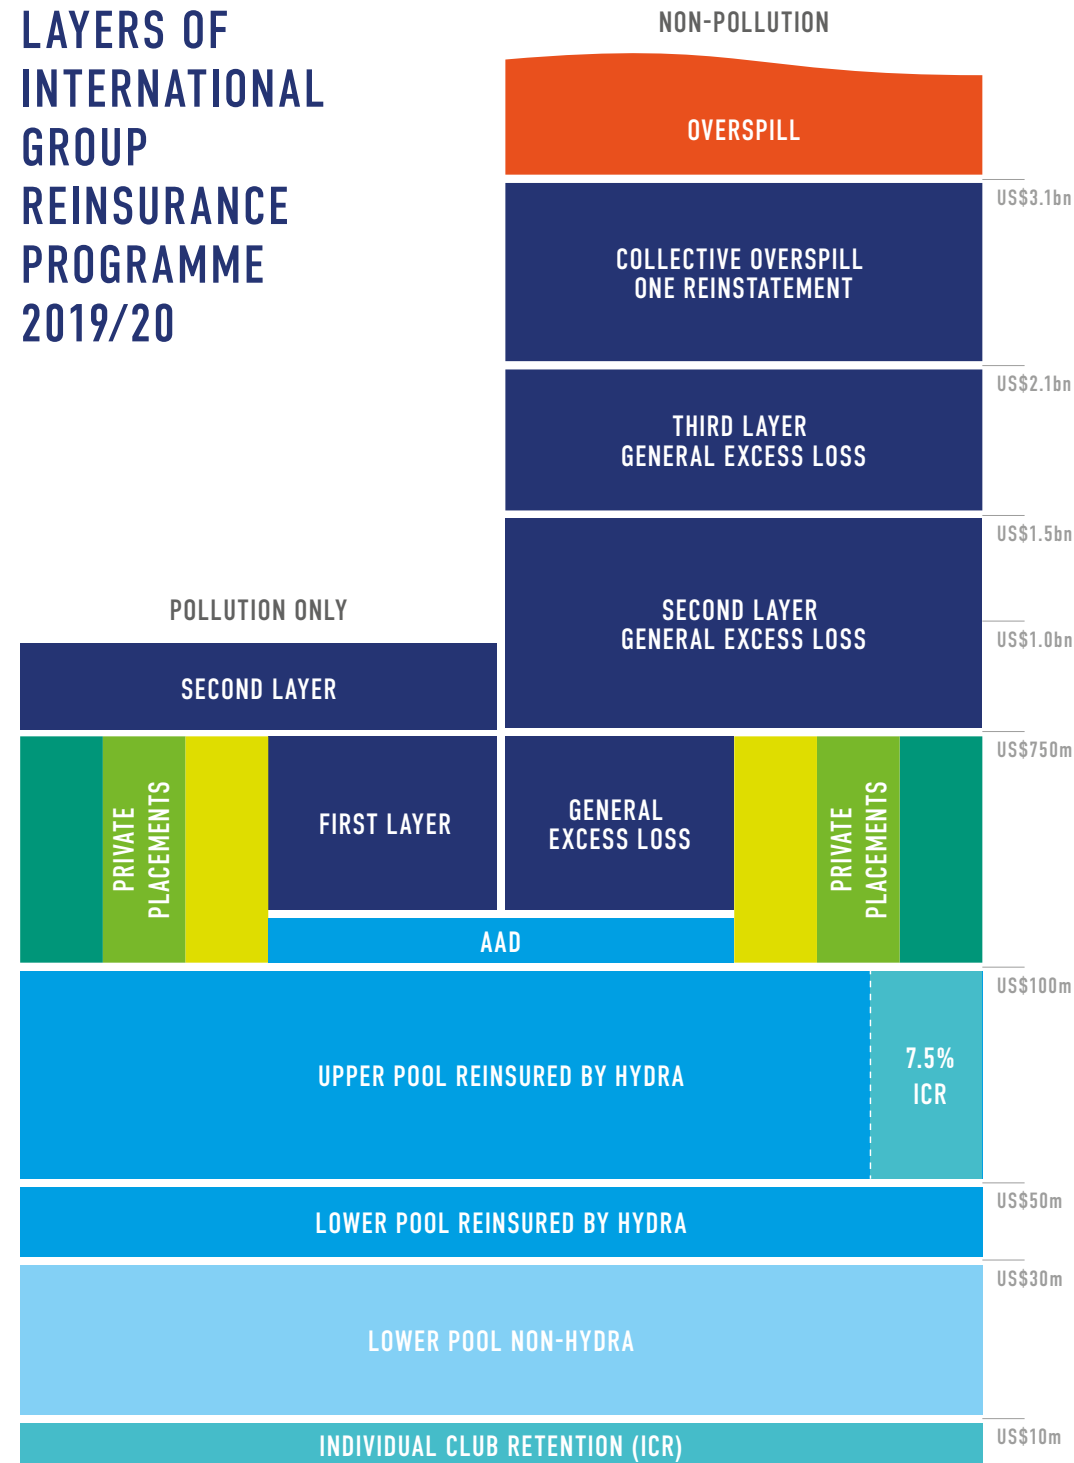 LAYERS OF
INTERNATIONAL
GROUP
REINSURANCE
PROGRAMME
2019/20
NON-POLLUTION
OVERSPILL
US$3.1bn
COLLECTIVE OVERSPILL
ONE REINSTATEMENT
US$2.1bn
THIRD LAYER
GENERAL EXCESS LOSS
US$1.5bn
POLLUTION ONLY
SECOND LAYER
GENERAL EXCESS LOSS
US$1.0bn
SECOND LAYER
US$750m
PRIVATE
PLACEMENTS
FIRST LAYER
GENERAL
EXCESS LOSS
PRIVATE
PLACEMENTS
AAD
US$100m
UPPER POOL REINSURED BY HYDRA
7.5%
ICR
US$50m
LOWER POOL REINSURED BY HYDRA
US$30m
LOWER POOL NON-HYDRA
US$10m
INDIVIDUAL CLUB RETENTION (ICR)